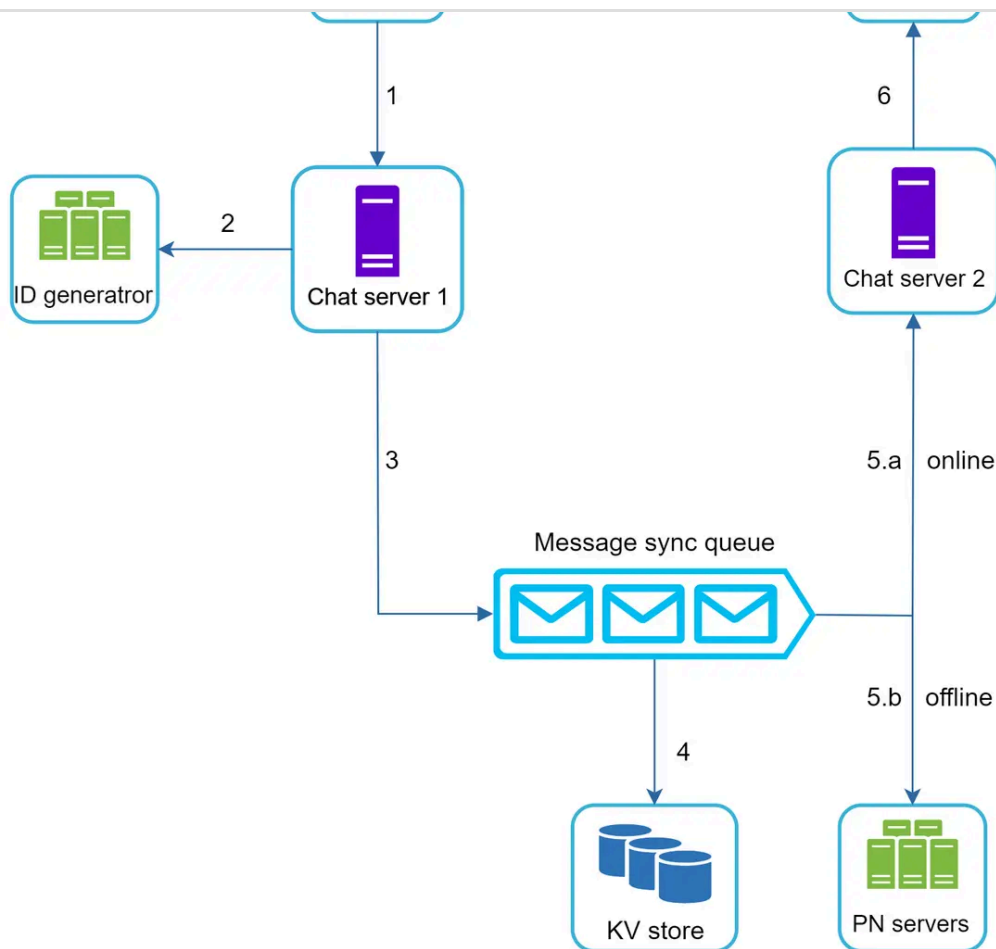 1
6
2
ID generatror
Chat server 1
Chat server 2
3
5.a online
Message sync queue
5.b offline
4
KV store
PN servers